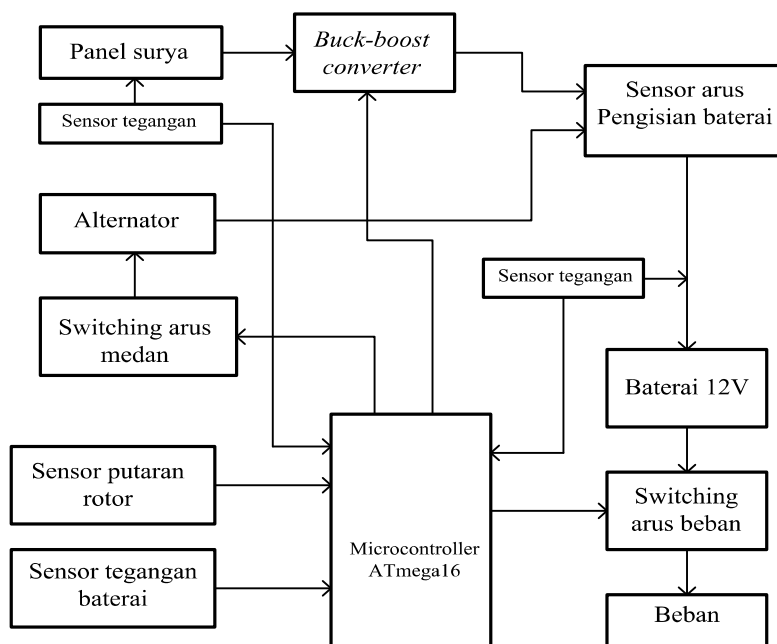 Panel surya
Buck-boost
converter
Sensor arus
Pengisian baterai
Sensor tegangan
Alternator
Sensor tegangan
Switching arus
medan
Baterai 12V
Sensor putaran
rotor
Switching
arus beban
Microcontroller
ATmega16
Sensor tegangan
baterai
Beban